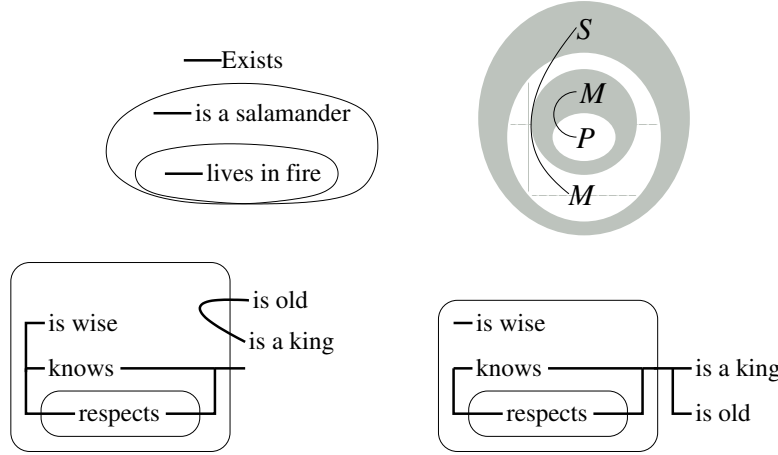 Exists
is a salamander
lives in fire
S
M
P
M
is old
is wise
is a king
knows
respects
is wise
knows
is a king
respects
is old